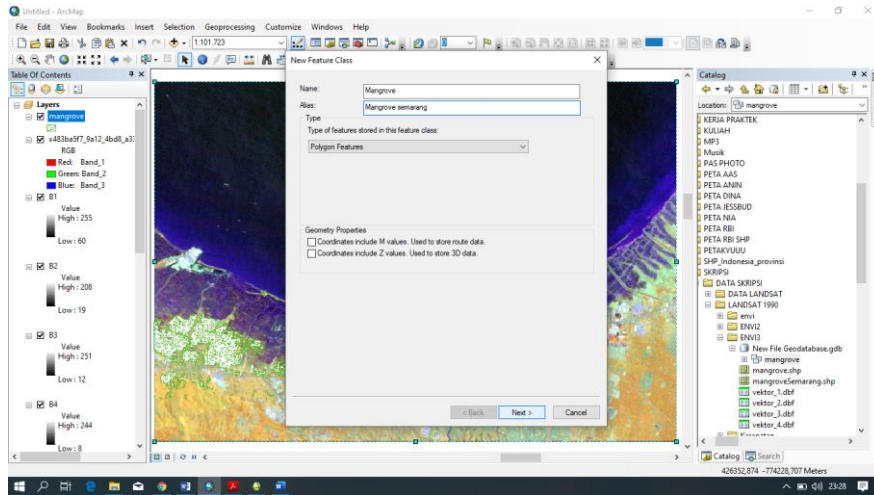 Untitled - ArcMap
File Edit View Bookmarks Insert Selection Geoprocessing Customize Windows Help
1:101.723
Table Of Contents
Layers
mangrove
x483ba5f7_9a12_4bd8_a3
RGB
Red: Band_1
Green: Band_2
Blue: Band_3
B1
Value
High : 255
Low : 60
B2
Value
High : 208
Low : 19
B3
Value
High : 251
Low : 12
B4
Value
High : 244
Low : 8
New Feature Class
Name: Mangrove
Alias: Mangrove semarang
Type
Type of features stored in this feature class:
Polygon Features
Geometry Properties
Coordinates include M values. Used to store route data.
Coordinates include Z values. Used to store 3D data.
< Back Next > Cancel
Catalog
Location: mangrove
KERJA PRAKTEK
KULIAH
MP3
Musik
PAS PHOTO
PETA AAS
PETA ANIN
PETA DINA
PETA JESSBUD
PETA NIA
PETA RBI
PETA RBI SHP
PETAKYUUU
SHP_Indonesia_provinsi
SKRIPSI
DATA SKRIPSI
DATA LANDSAT
LANDSAT 1990
envi
ENVI2
ENVI3
New File Geodatabase.gdb
mangrove
mangrove.shp
mangroveSemarang.shp
vektor_1.dbf
vektor_2.dbf
vektor_3.dbf
vektor_4.dbf
Catalog Search
426352,874 -774228,707 Meters
23:28